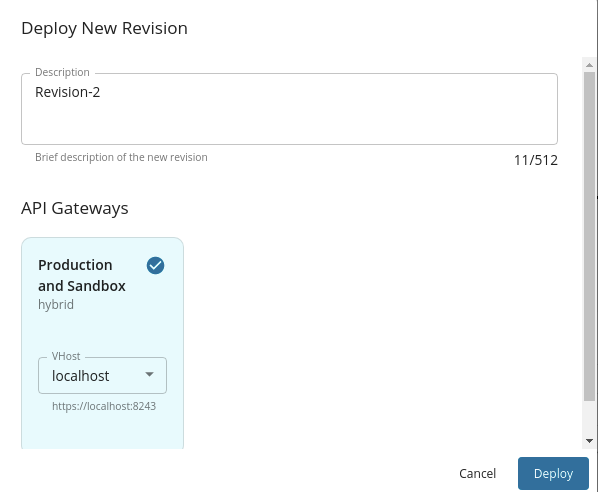 Deploy New Revision
Description
Revision-2
Brief description of the new revision
11/512
API Gateways
Production
and Sandbox
hybrid
VHost
localhost
https://localhost:8243
Cancel
Deploy